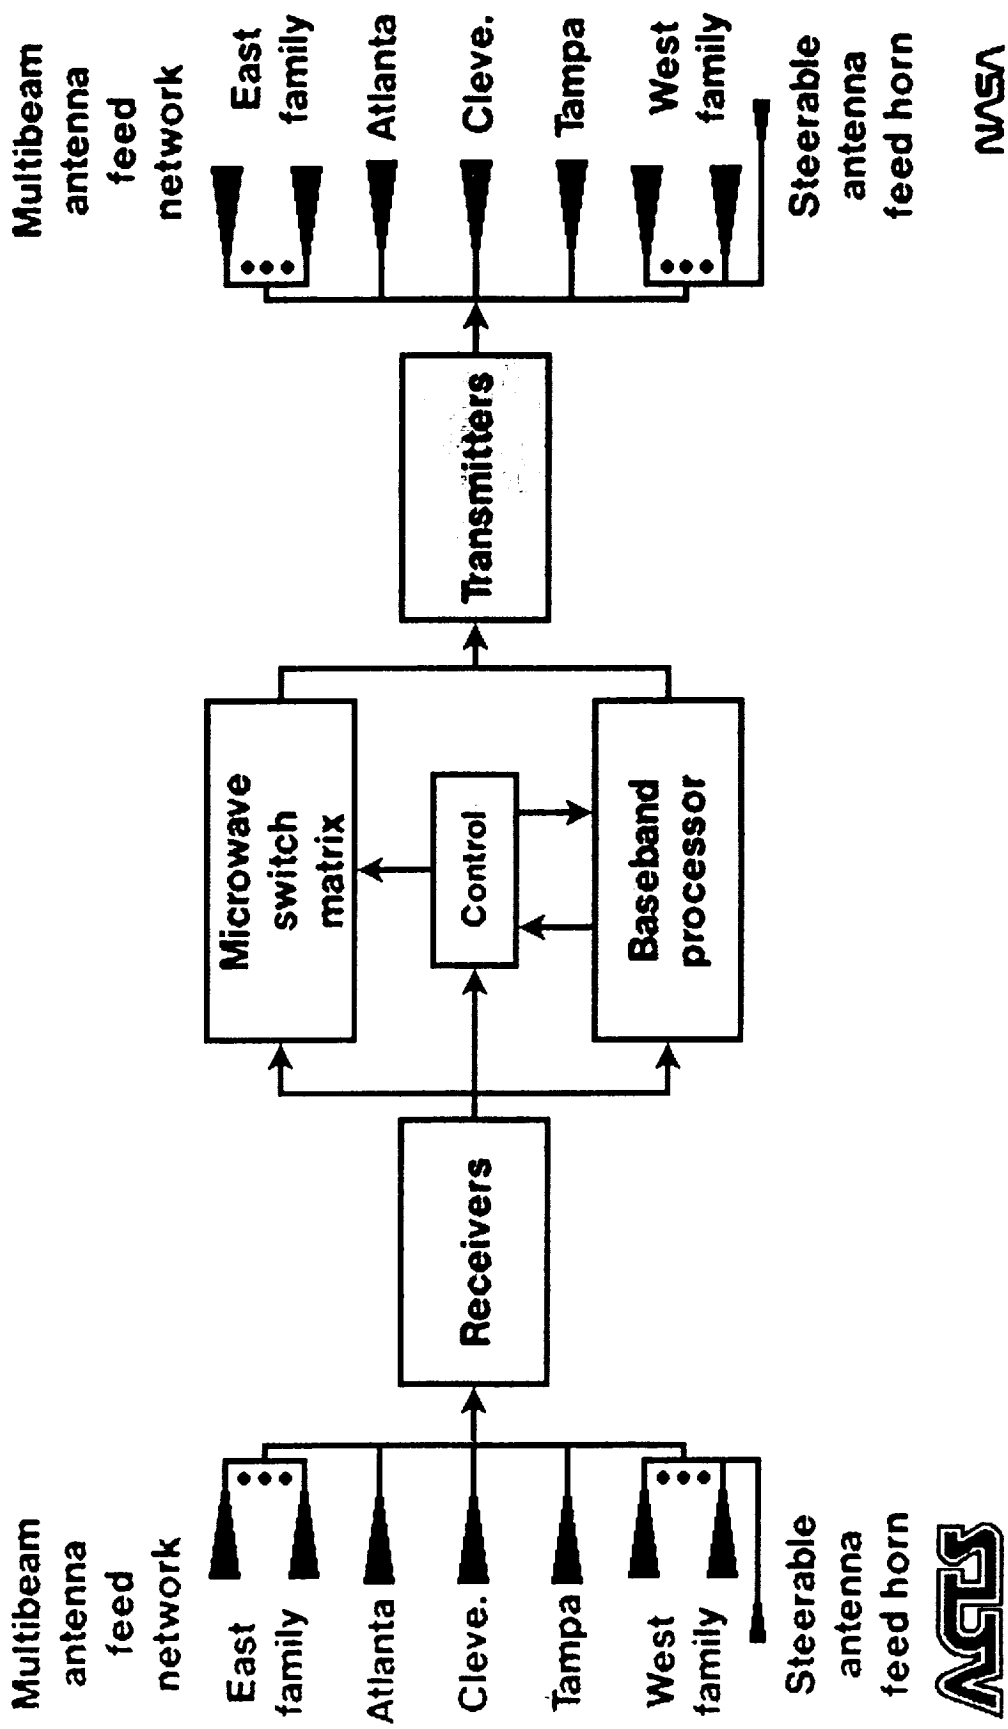 Multibeam
antenna
feed
network
East
family
Atlanta
Cleve.
Tampa
West
family
Steerable
antenna
feed horn
Receivers
Microwave
switch
matrix
Control
Baseband
processor
Transmitters
Multibeam
antenna
feed
network
East
family
Atlanta
Cleve.
Tampa
West
family
Steerable
antenna
feed horn
NASA